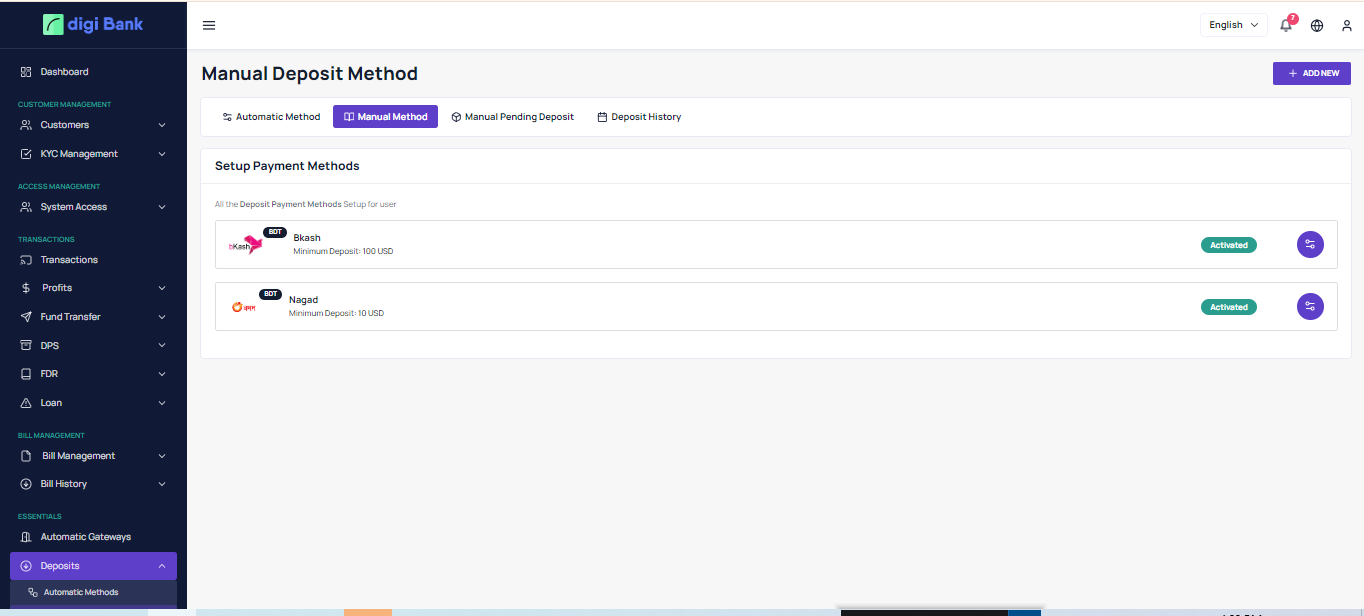 digi Bank
English
7
Dashboard
Manual Deposit Method
ADD NEW
CUSTOMER MANAGEMENT
Customers
KYC Management
Automatic Method
Manual Method
Manual Pending Deposit
Deposit History
Setup Payment Methods
ACCESS MANAGEMENT
System Access
All the Deposit Payment Methods Setup for user
TRANSACTIONS
Transactions
Profits
Fund Transfer
DPS
FDR
Loan
bKash
BDT
Bkash
Minimum Deposit: 100 USD
Activated
BDT
Nagad
Minimum Deposit: 10 USD
Activated
BILL MANAGEMENT
Bill Management
Bill History
ESSENTIALS
Automatic Gateways
Deposits
Automatic Methods